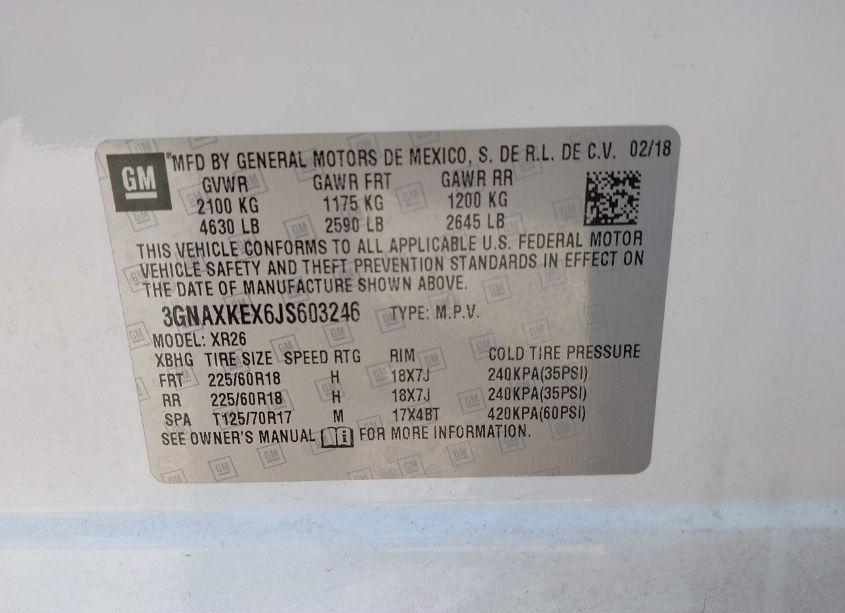 GM
®MFD BY GENERAL MOTORS DE MEXICO, S. DE R.L. DE C.V. 02/18
GVWR GAWR FRT GAWR RR
2100 KG 1175 KG 1200 KG
4630 LB 2590 LB 2645 LB
THIS VEHICLE CONFORMS TO ALL APPLICABLE U.S. FEDERAL MOTOR
VEHICLE SAFETY AND THEFT PREVENTION STANDARDS IN EFFECT ON
THE DATE OF MANUFACTURE SHOWN ABOVE.
3GNAXKEX6JS603246 TYPE: M.P.V.
MODEL: XR26
XBHG TIRE SIZE SPEED RTG RIM COLD TIRE PRESSURE
FRT 225/60R18 H 18X7J 240KPA(35PSI)
RR 225/60R18 H 18X7J 240KPA(35PSI)
SPA T125/70R17 M 17X4BT 420KPA(60PSI)
SEE OWNER'S MANUAL FOR MORE INFORMATION.